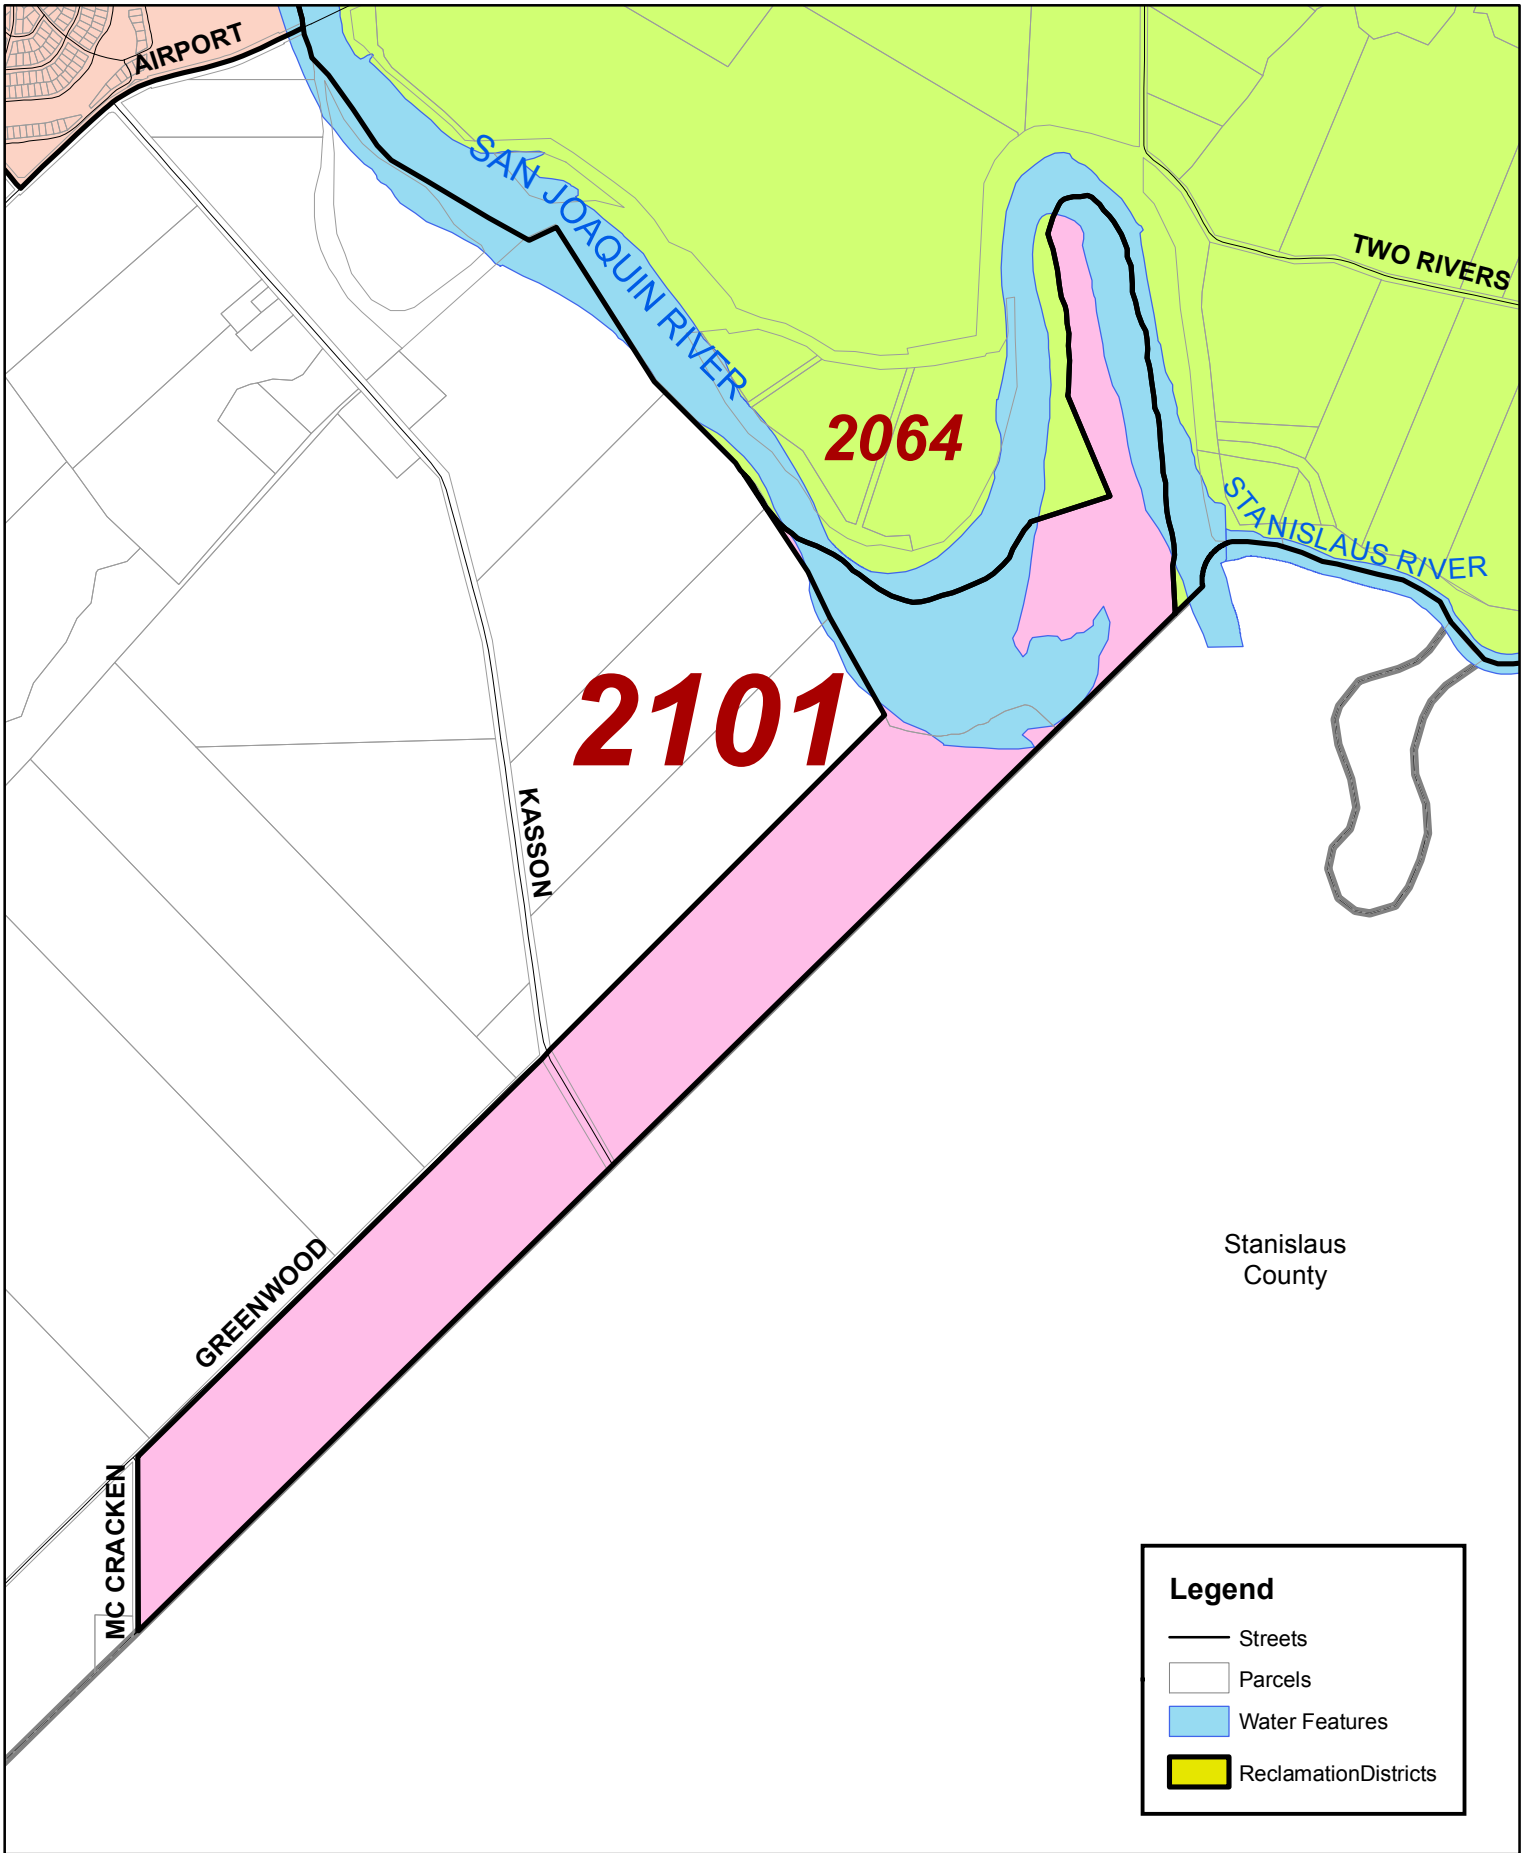 AIRPORT
SAN JOAQUIN RIVER
TWO RIVERS
2064
STANISLAUS RIVER
2101
KASSON
Stanislaus
County
GREENWOOD
MC CRACKEN
Legend
Streets
Parcels
Water Features
ReclamationDistricts